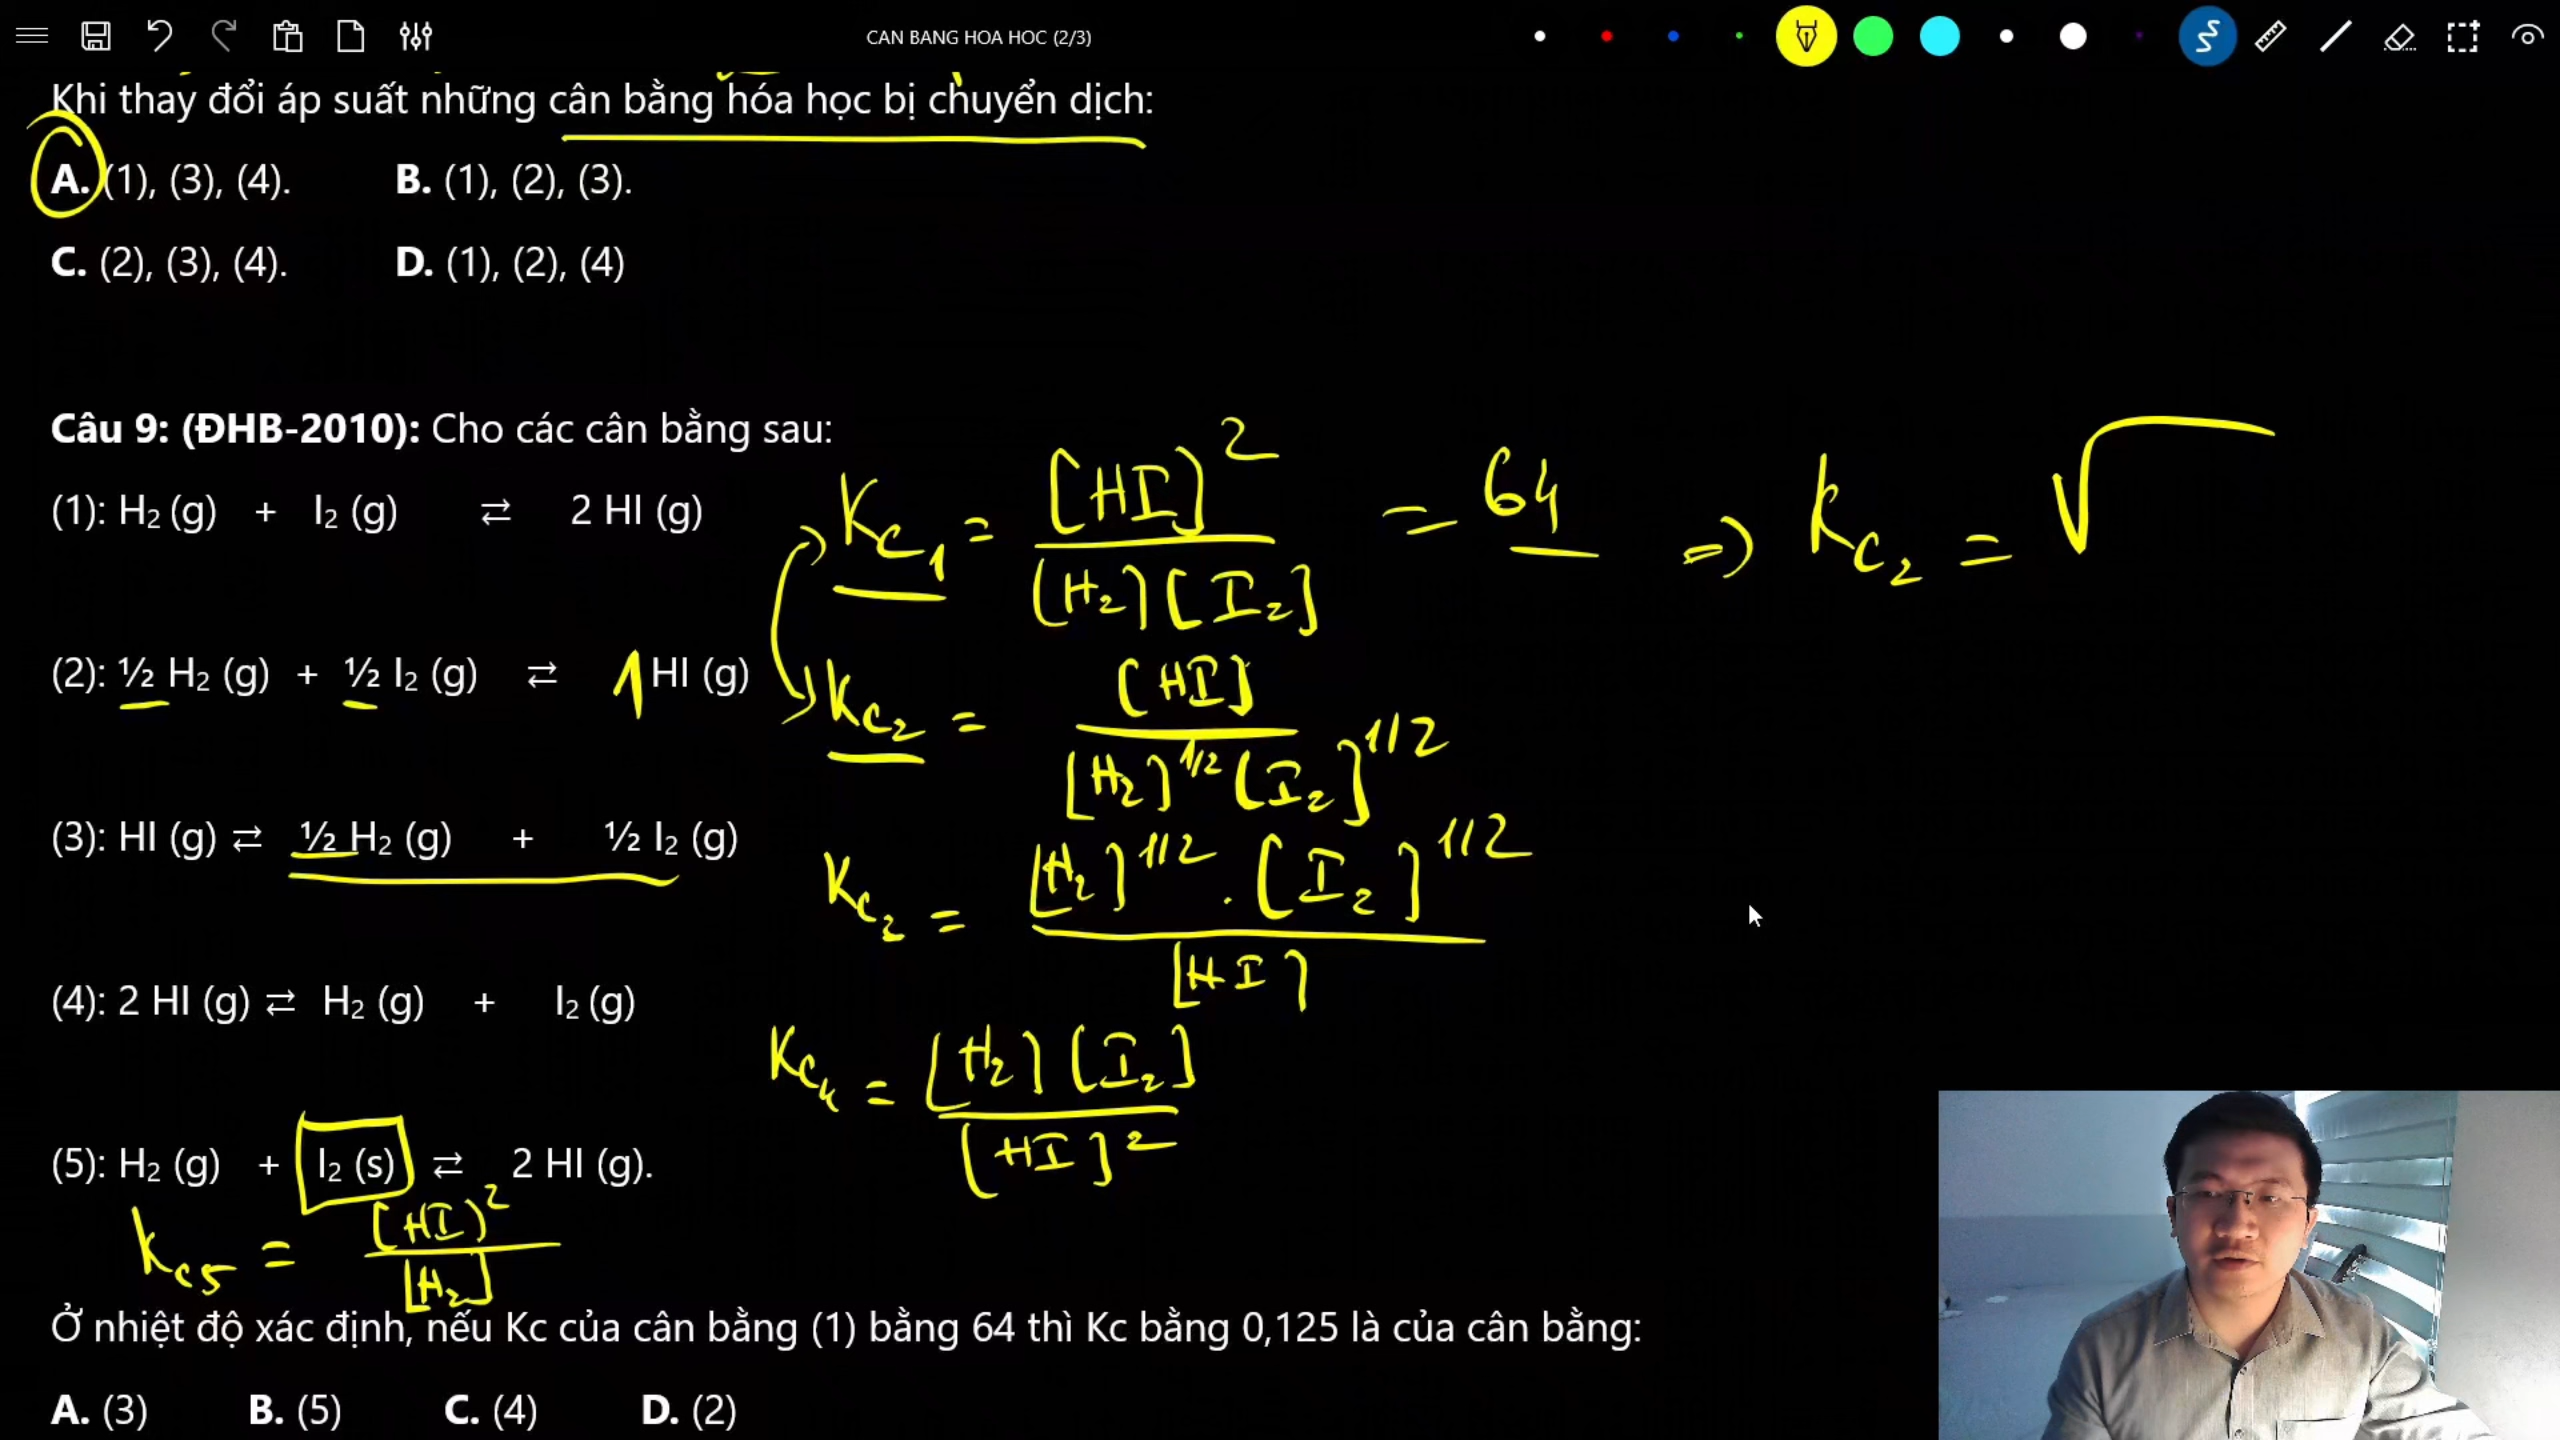 CAN BANG HOA HOC (2/3)
Khi thay đổi áp suất những cân bằng hóa học bị chuyển dịch:
A. (1), (3), (4). B. (1), (2), (3).
C. (2), (3), (4). D. (1), (2), (4)
Câu 9: (ĐHB-2010): Cho các cân bằng sau:
(1): H₂ (g) + I₂ (g) ⇄ 2 HI (g)
K_C₁ = [HI]² / [H₂][I₂] = 64 ⇒ K_C₂ = √
(2): ½ H₂ (g) + ½ I₂ (g) ⇄ 1 HI (g)
K_C₂ = [HI] / [H₂]^1/2 [I₂]^1/2
(3): HI (g) ⇄ ½ H₂ (g) + ½ I₂ (g)
K_C₂ = [H₂]^1/2 . [I₂]^1/2 / [HI]
(4): 2 HI (g) ⇄ H₂ (g) + I₂ (g)
K_C₄ = [H₂][I₂] / [HI]²
(5): H₂ (g) + I₂ (s) ⇄ 2 HI (g).
K_C5 = [HI]² / [H₂]
Ở nhiệt độ xác định, nếu Kc của cân bằng (1) bằng 64 thì Kc bằng 0,125 là của cân bằng:
A. (3) B. (5) C. (4) D. (2)